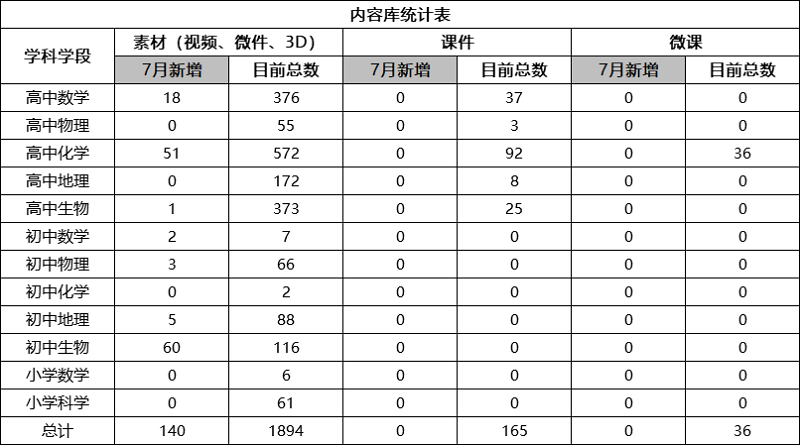 内容库统计表
学科学段 素材（视频、微件、3D） 课件 微课
7月新增 目前总数 7月新增 目前总数 7月新增 目前总数
高中数学 18 376 0 37 0 0
高中物理 0 55 0 3 0 0
高中化学 51 572 0 92 0 36
高中地理 0 172 0 8 0 0
高中生物 1 373 0 25 0 0
初中数学 2 7 0 0 0 0
初中物理 3 66 0 0 0 0
初中化学 0 2 0 0 0 0
初中地理 5 88 0 0 0 0
初中生物 60 116 0 0 0 0
小学数学 0 6 0 0 0 0
小学科学 0 61 0 0 0 0
总计 140 1894 0 165 0 36